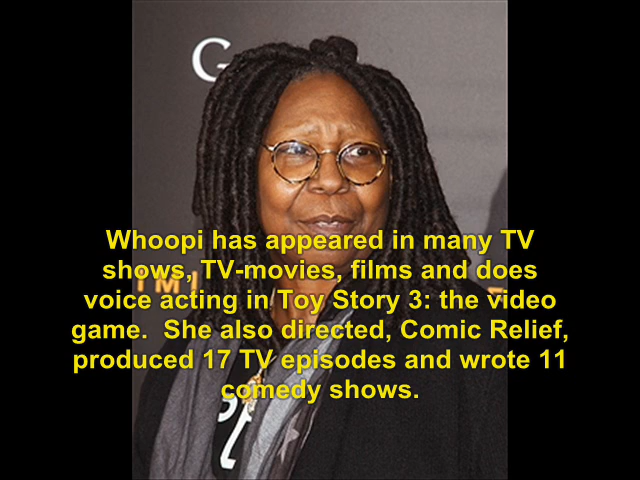 G
Whoopi has appeared in many TV
shows, TV-movies, films and does
voice acting in Toy Story 3: the video
game.  She also directed, Comic Relief,
produced 17 TV episodes and wrote 11
comedy shows.